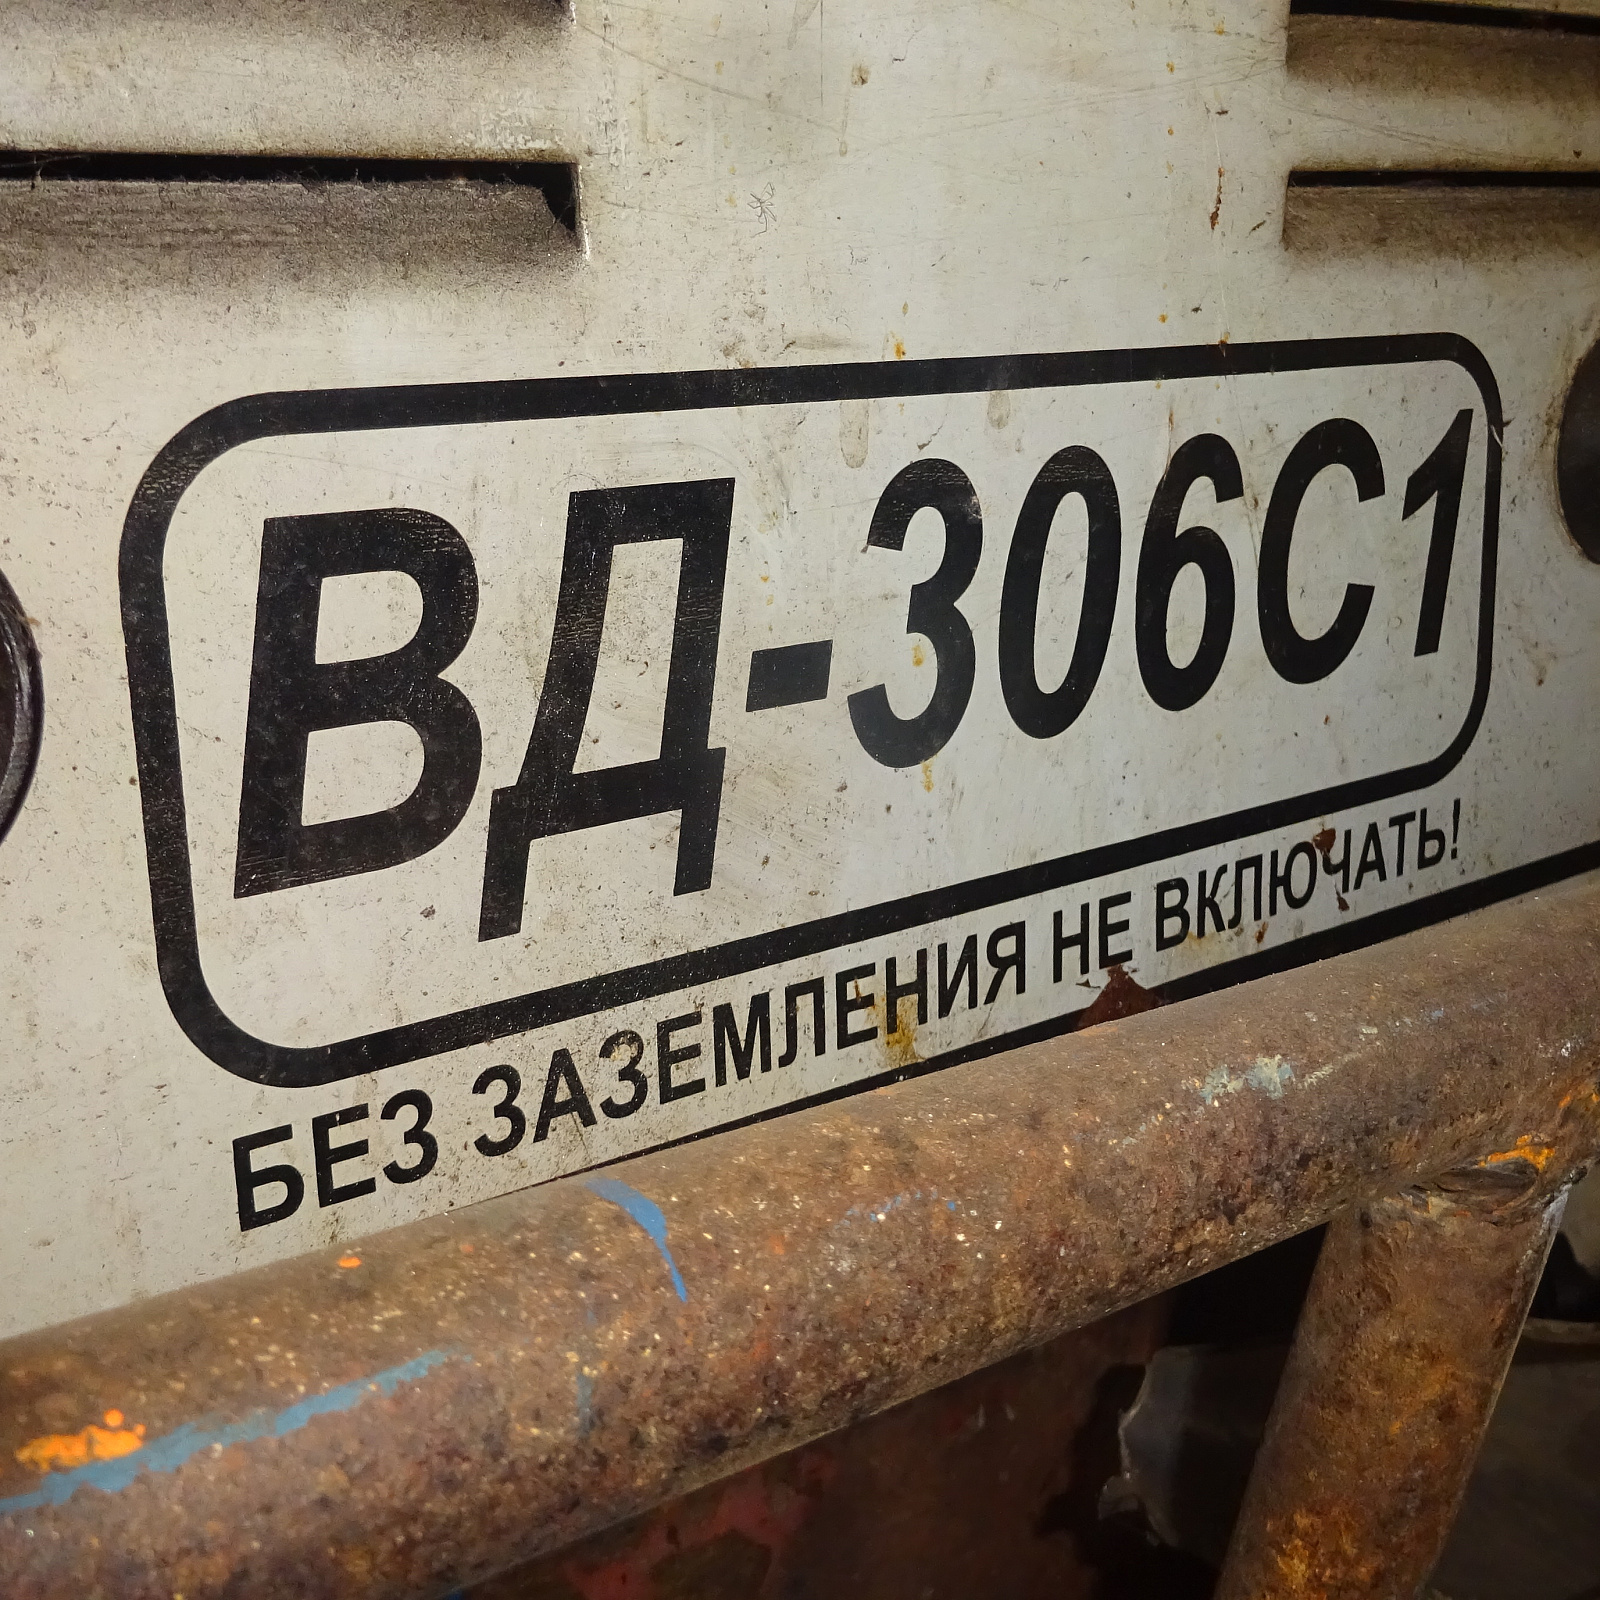 ВД-306С1
БЕЗ ЗАЗЕМЛЕНИЯ НЕ ВКЛЮЧАТЬ!